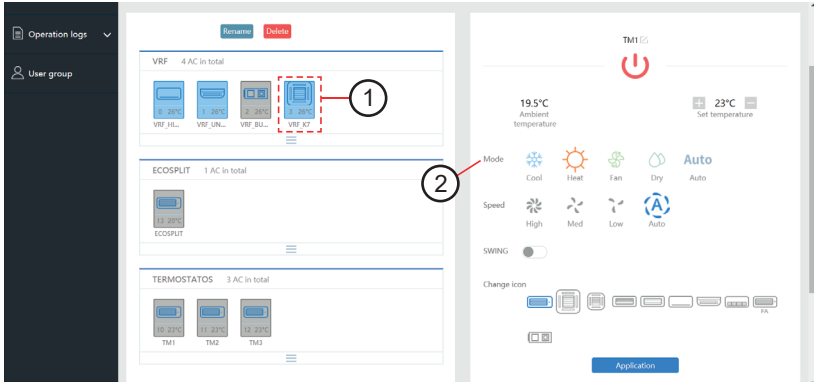 Operation logs
User group
Rename Delete
VRF 4 AC in total
0 26°C 1 26°C 2 26°C 3 26°C
VRF_HI... VRF_UN... VRF_BU... VRF_K7
1
ECOSPLIT 1 AC in total
12 20°C
ECOSPLIT
TERMOSTATOS 3 AC in total
10 23°C 11 23°C 12 23°C
TM1 TM2 TM3
TM1
19.5°C
Ambient
temperature
23°C
Set temperature
2
Mode
Auto
Cool Heat Fan Dry Auto
Speed
A
High Med Low Auto
SWING
Change icon
FA
Application